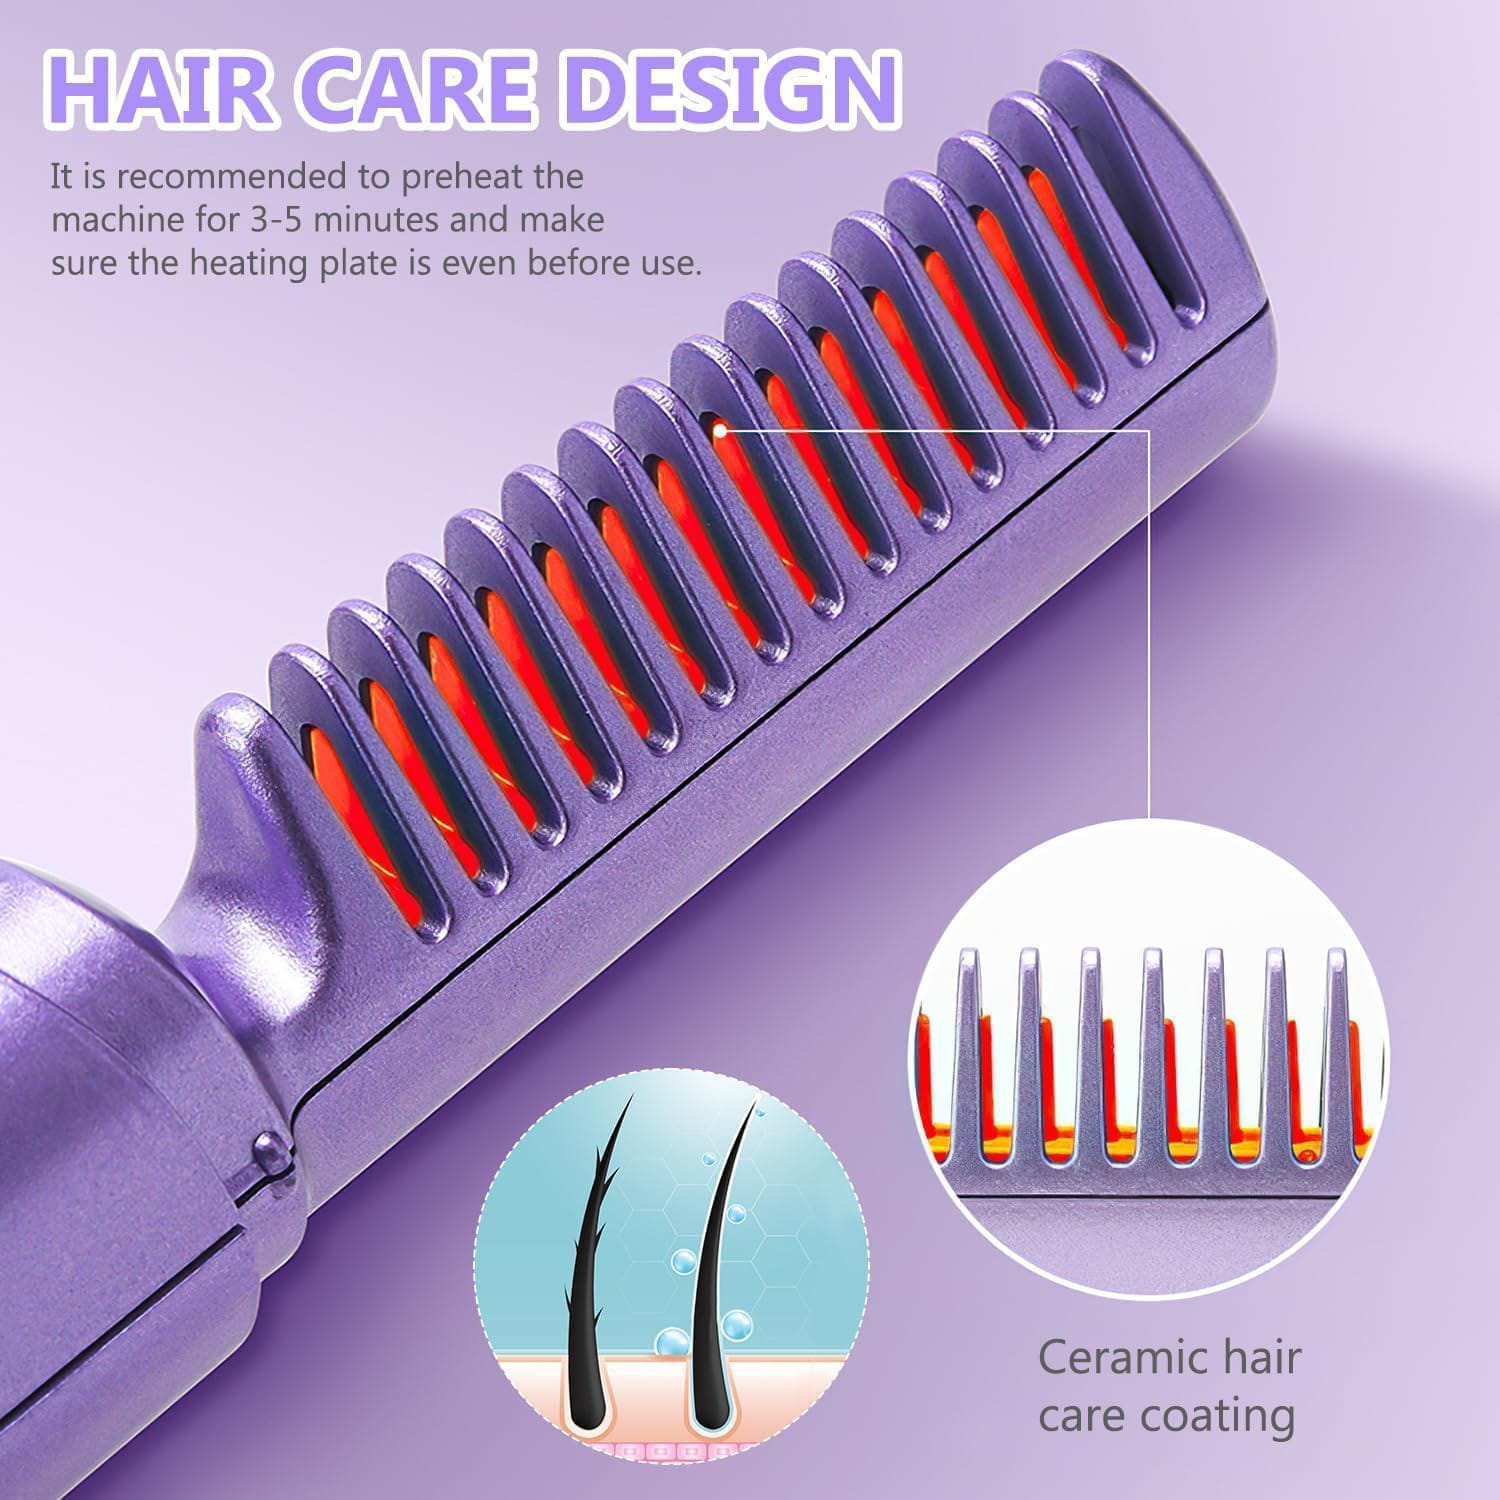 HAIR CARE DESIGN
It is recommended to preheat the
machine for 3-5 minutes and make
sure the heating plate is even before use.
Ceramic hair
care coating